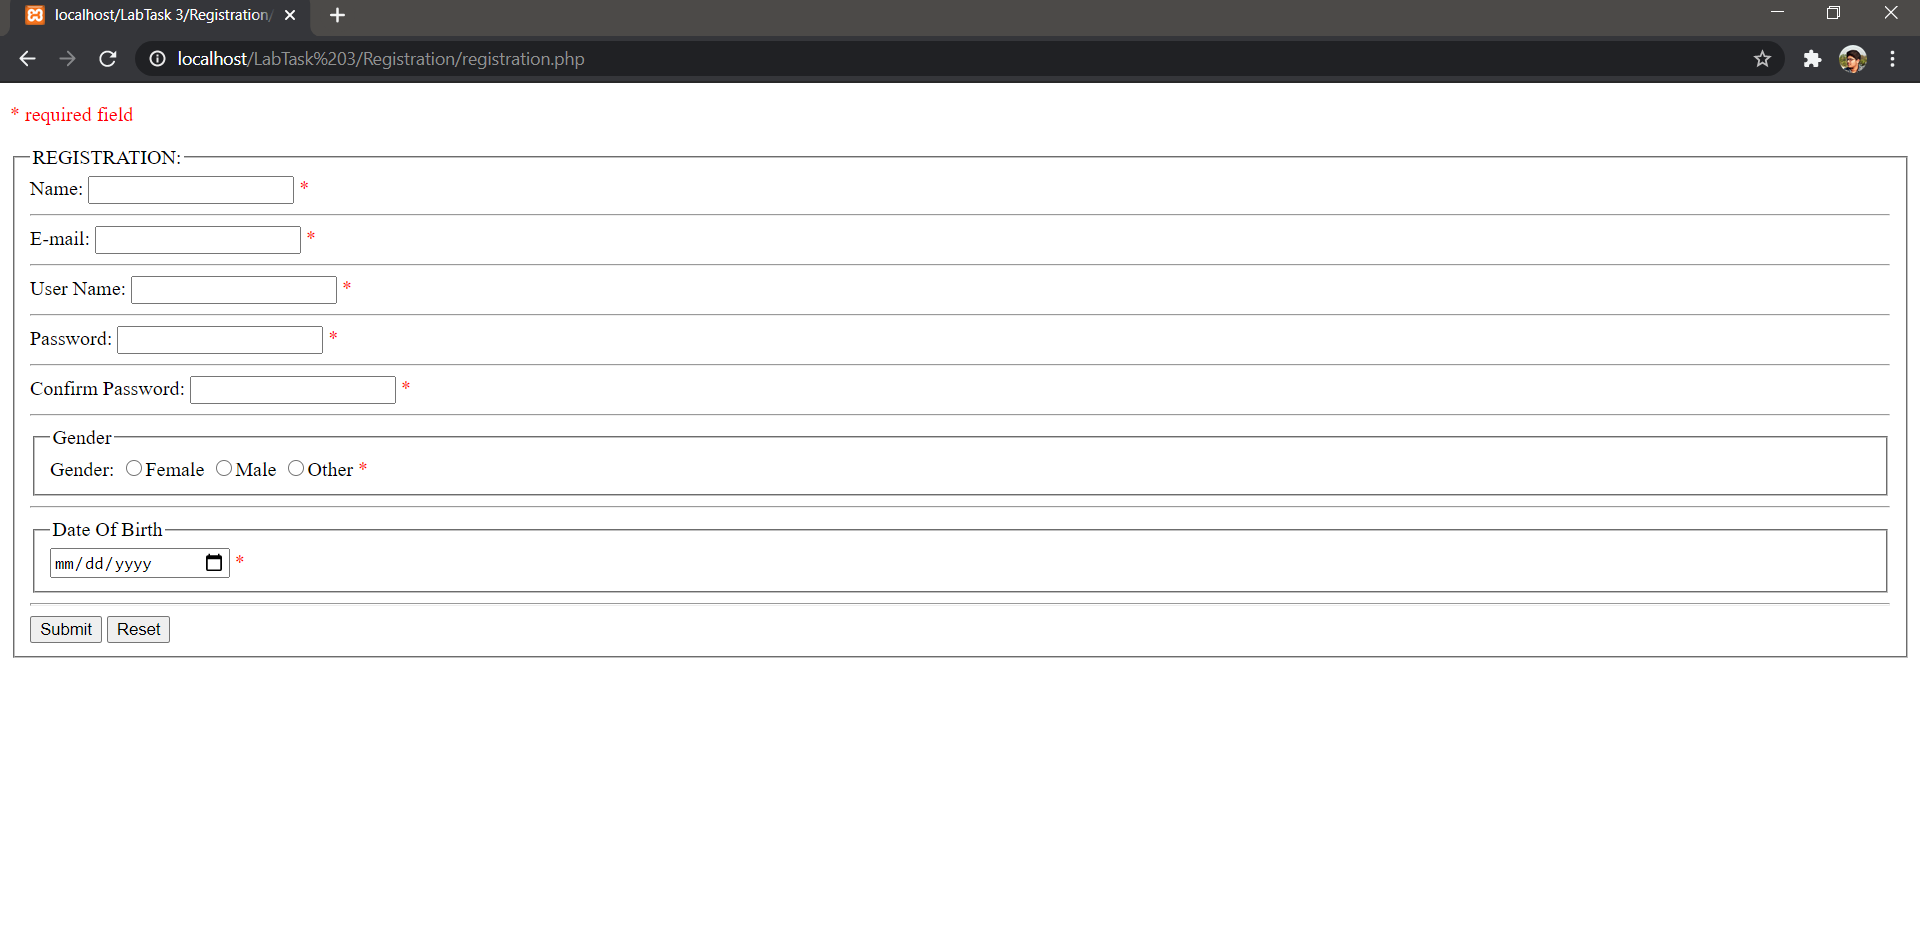 localhost/LabTask 3/Registration/
localhost/LabTask%203/Registration/registration.php
* required field
REGISTRATION:
Name: *
E-mail: *
User Name: *
Password: *
Confirm Password: *
Gender
Gender: Female Male Other *
Date Of Birth
mm/dd/yyyy *
Submit Reset